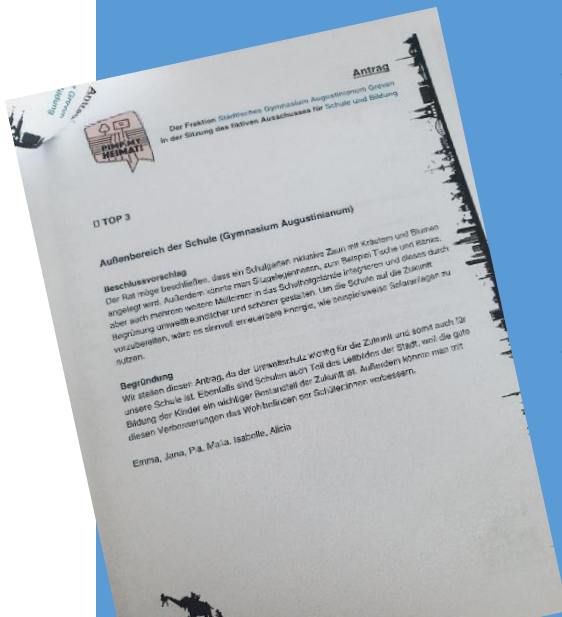 Antrag
Der Fraktion Städtisches Gymnasium Augustinianum Greven
in der Sitzung des fiktiven Ausschusses für Schule und Bildung
PIMP MY
HEIMAT!
TOP 3
Außenbereich der Schule (Gymnasium Augustinianum)
Beschlussvorschlag
Der Rat möge beschließen, dass ein Schulgarten inklusive Zaun mit Kräutern und Blumen
angelegt wird. Außerdem könnte man Sitzgelegenheiten, zum Beispiel Tische und Bänke,
aber auch mehrere weitere Mülleimer in das Schulhofgelände integrieren und dieses durch
Begrünung umweltfreundlicher und schöner gestalten. Um die Schule auf die Zukunft
vorzubereiten, wäre es sinnvoll erneuerbare Energie, wie beispielsweise Solaranlagen zu
nutzen.
Begründung
Wir stellen diesen Antrag, da der Umweltschutz wichtig für die Zukunft und somit auch für
unsere Schule ist. Ebenfalls sind Schulen auch Teil des Leitbildes der Stadt, weil die gute
Bildung der Kinder ein wichtiger Bestandteil der Zukunft ist. Außerdem könnte man mit
diesen Verbesserungen das Wohlbefinden der Schüler:innen verbessern.
Emma, Jana, Pia, Malia, Isabelle, Alicia